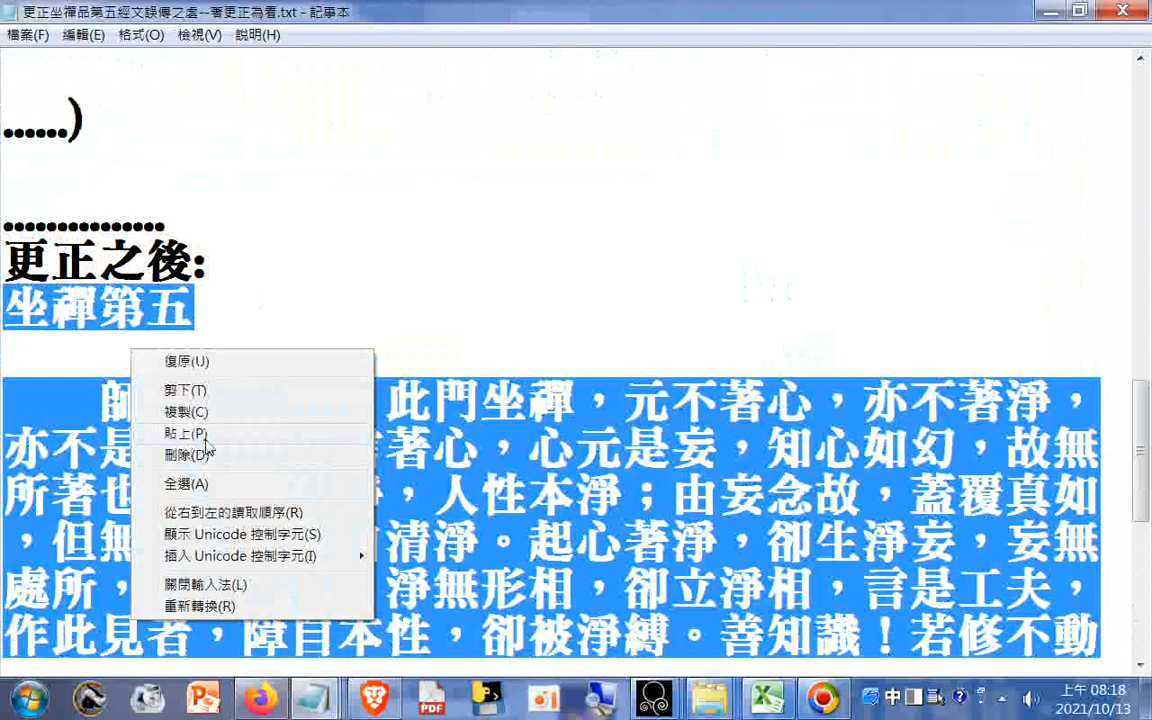 更正坐禪品第五經文誤傳之處--著更正為看.txt - 記事本
檔案(F) 編輯(E) 格式(O) 檢視(V) 說明(H)
......)
...............
更正之後:
坐禪第五
師 此門坐禪，元不著心，亦不著淨，
亦不是 著心，心元是妄，知心如幻，故無
所著也 淨，人性本淨；由妄念故，蓋覆真如
，但無 清淨。起心著淨，卻生淨妄，妄無
處所， 淨無形相，卻立淨相，言是工夫，
作此見者，障自本性，卻被淨縛。善知識！若修不動
復原(U)
剪下(T)
複製(C)
貼上(P)
刪除(D)
全選(A)
從右到左的讀取順序(R)
顯示 Unicode 控制字元(S)
插入 Unicode 控制字元(I)
關閉輸入法(L)
重新轉換(R)
中
上午 08:18
2021/10/13